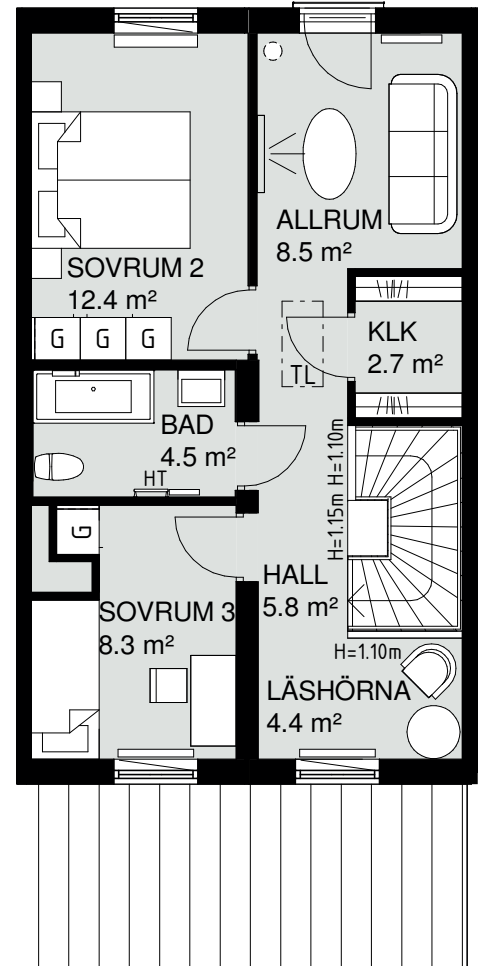 ALLRUM
8.5 m²
SOVRUM 2
12.4 m²
G G G
KLK
2.7 m²
TL
BAD
4.5 m²
HT
H=1.15m H=1.10m
G
HALL
5.8 m²
SOVRUM 3
8.3 m²
H=1.10m
LÄSHÖRNA
4.4 m²